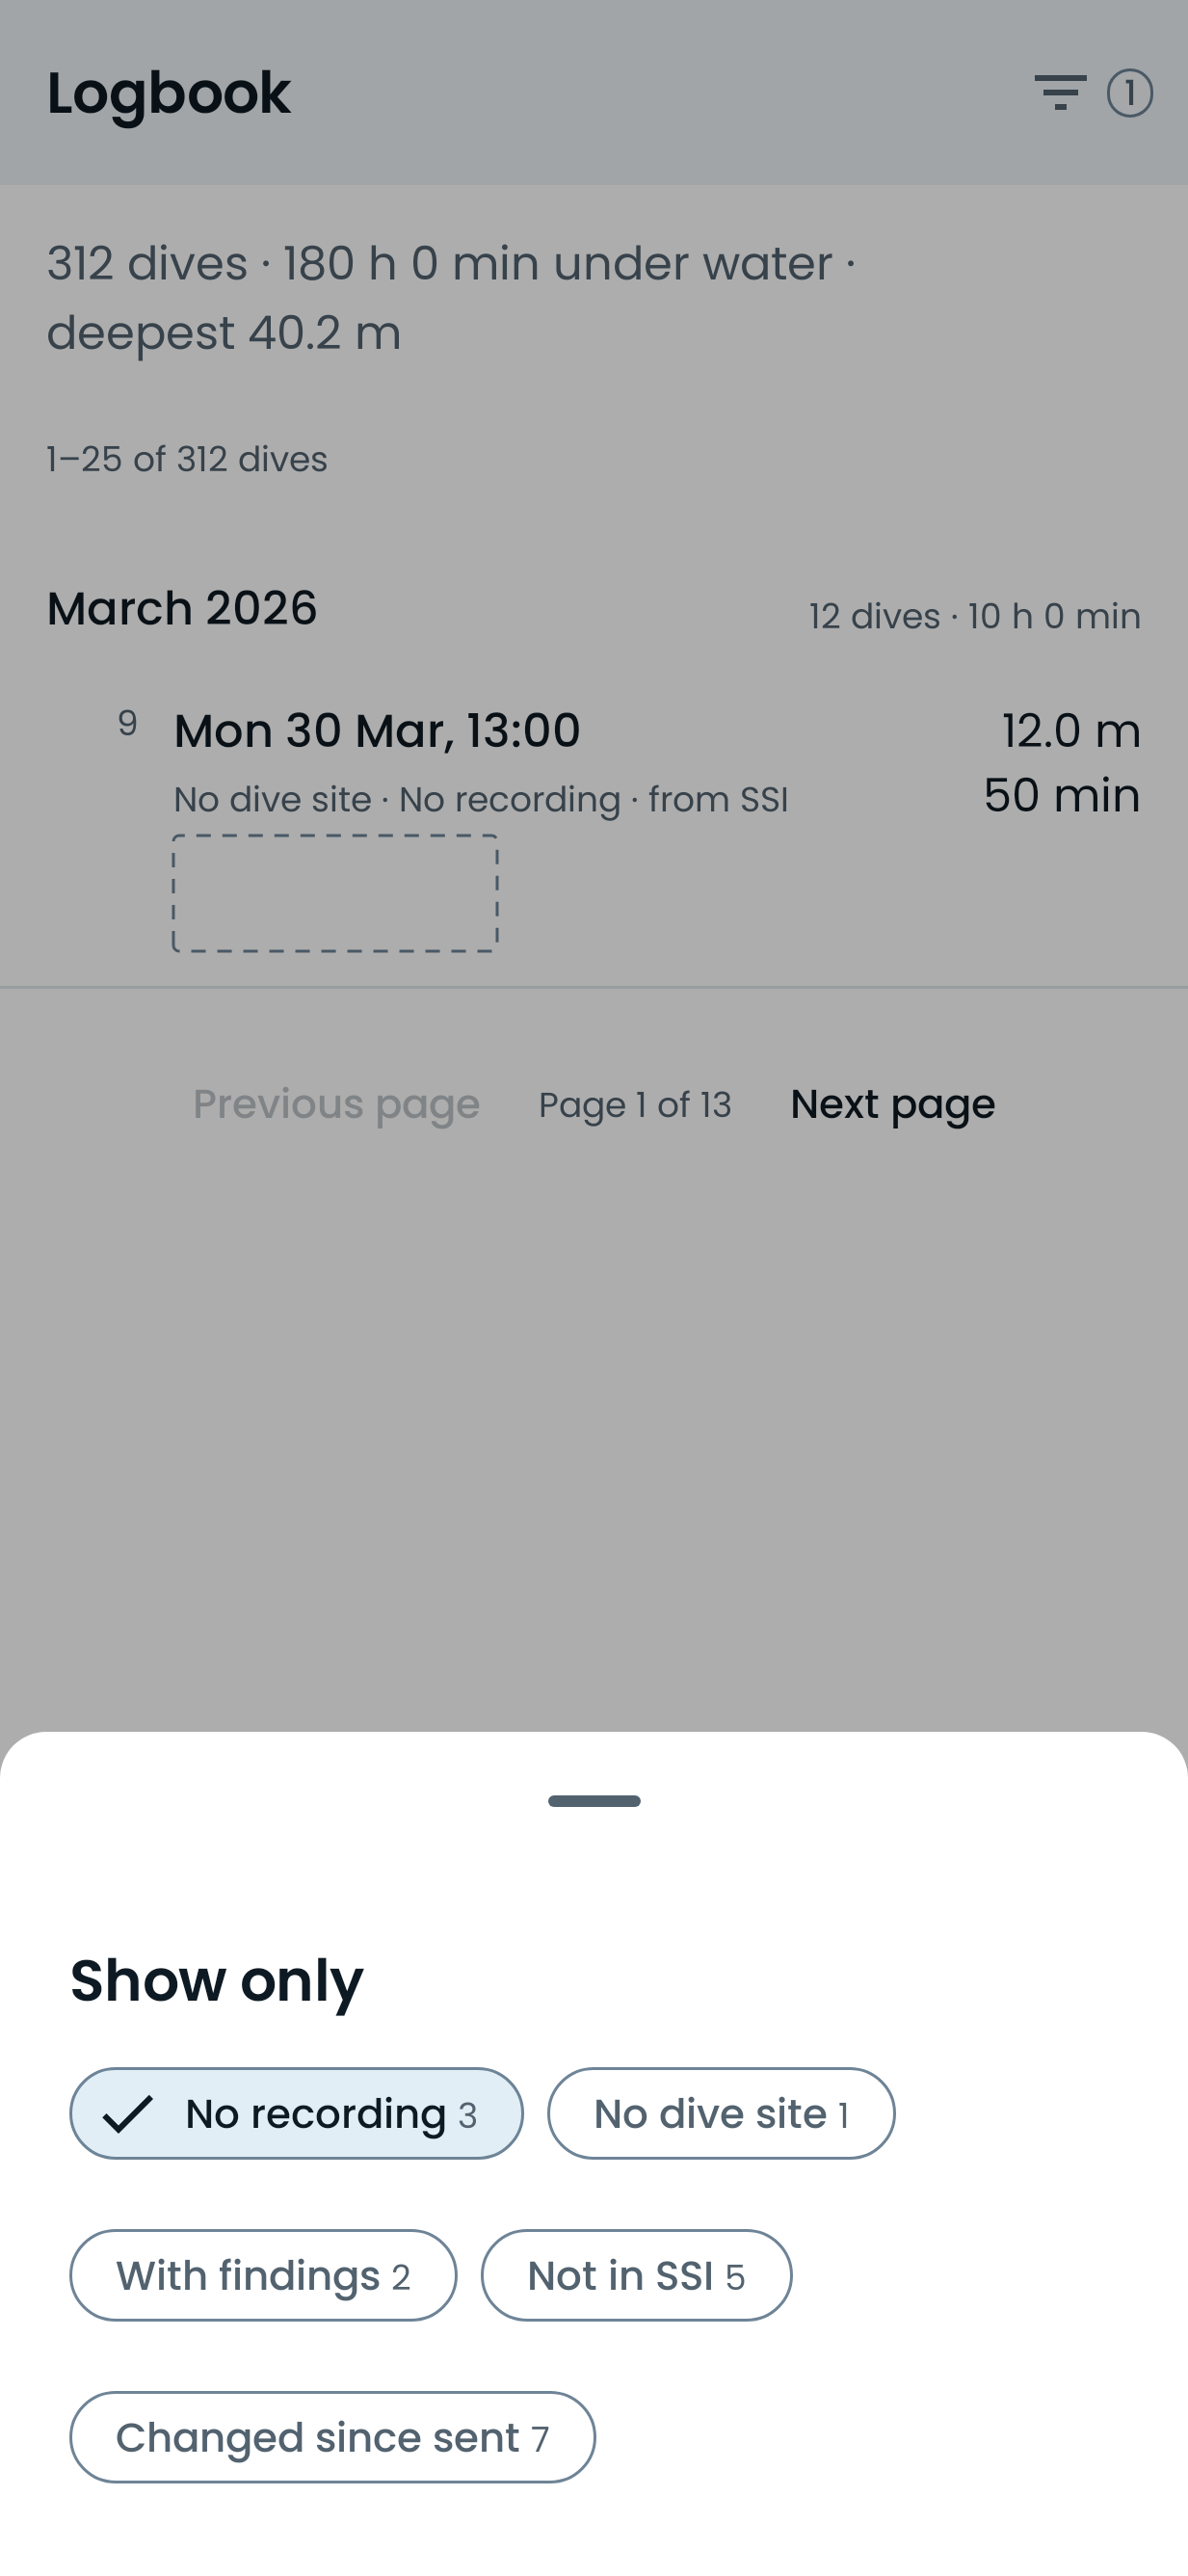 Logbook
1
312 dives · 180 h 0 min under water ·
deepest 40.2 m
1–25 of 312 dives
March 2026
12 dives · 10 h 0 min
9
Mon 30 Mar, 13:00
12.0 m
No dive site · No recording · from SSI
50 min
Previous page
Page 1 of 13
Next page
Show only
No recording 3
No dive site 1
With findings 2
Not in SSI 5
Changed since sent 7